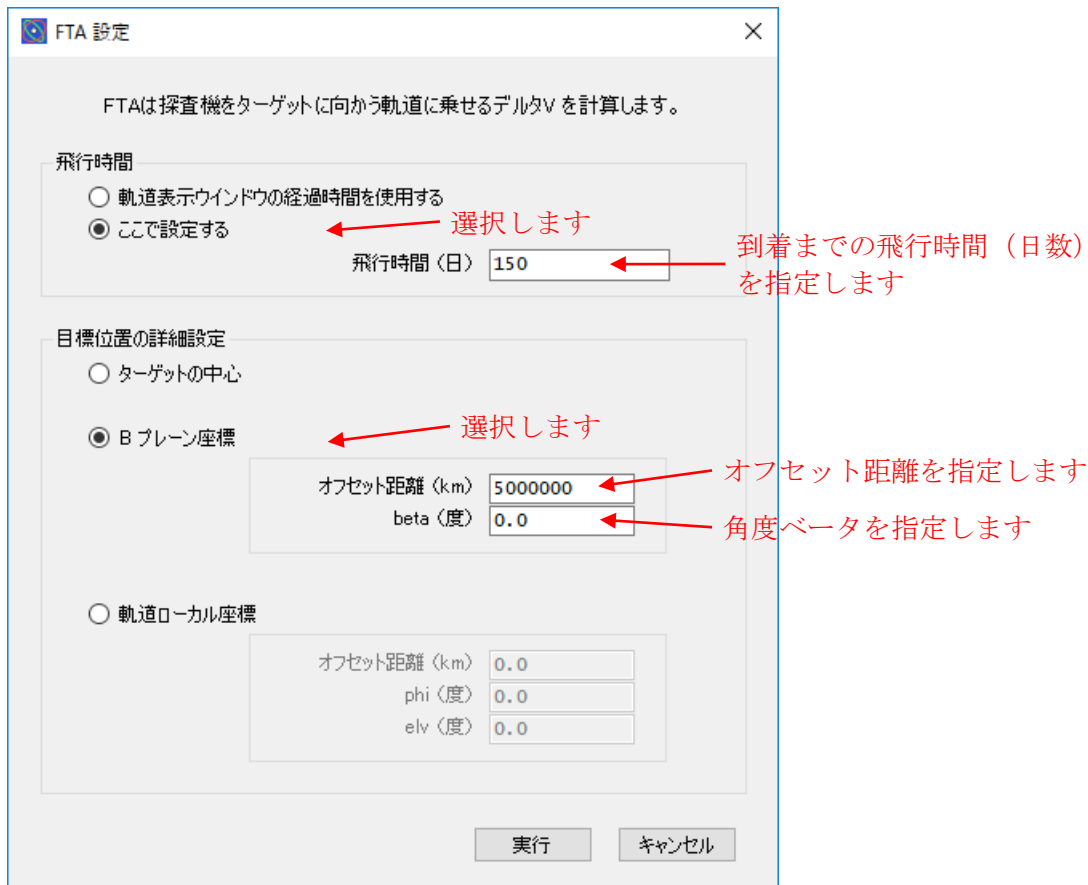 FTA 設定
FTAは探査機をターゲットに向かう軌道に乗せるデルタV を計算します。
飛行時間
軌道表示ウインドウの経過時間を使用する
ここで設定する
選択します
飛行時間（日）
150
到着までの飛行時間（日数）
を指定します
目標位置の詳細設定
ターゲットの中心
B プレーン座標
選択します
オフセット距離（km）
5000000
オフセット距離を指定します
beta（度）
0.0
角度ベータを指定します
軌道ローカル座標
オフセット距離（km）
0.0
phi（度）
0.0
elv（度）
0.0
実行
キャンセル